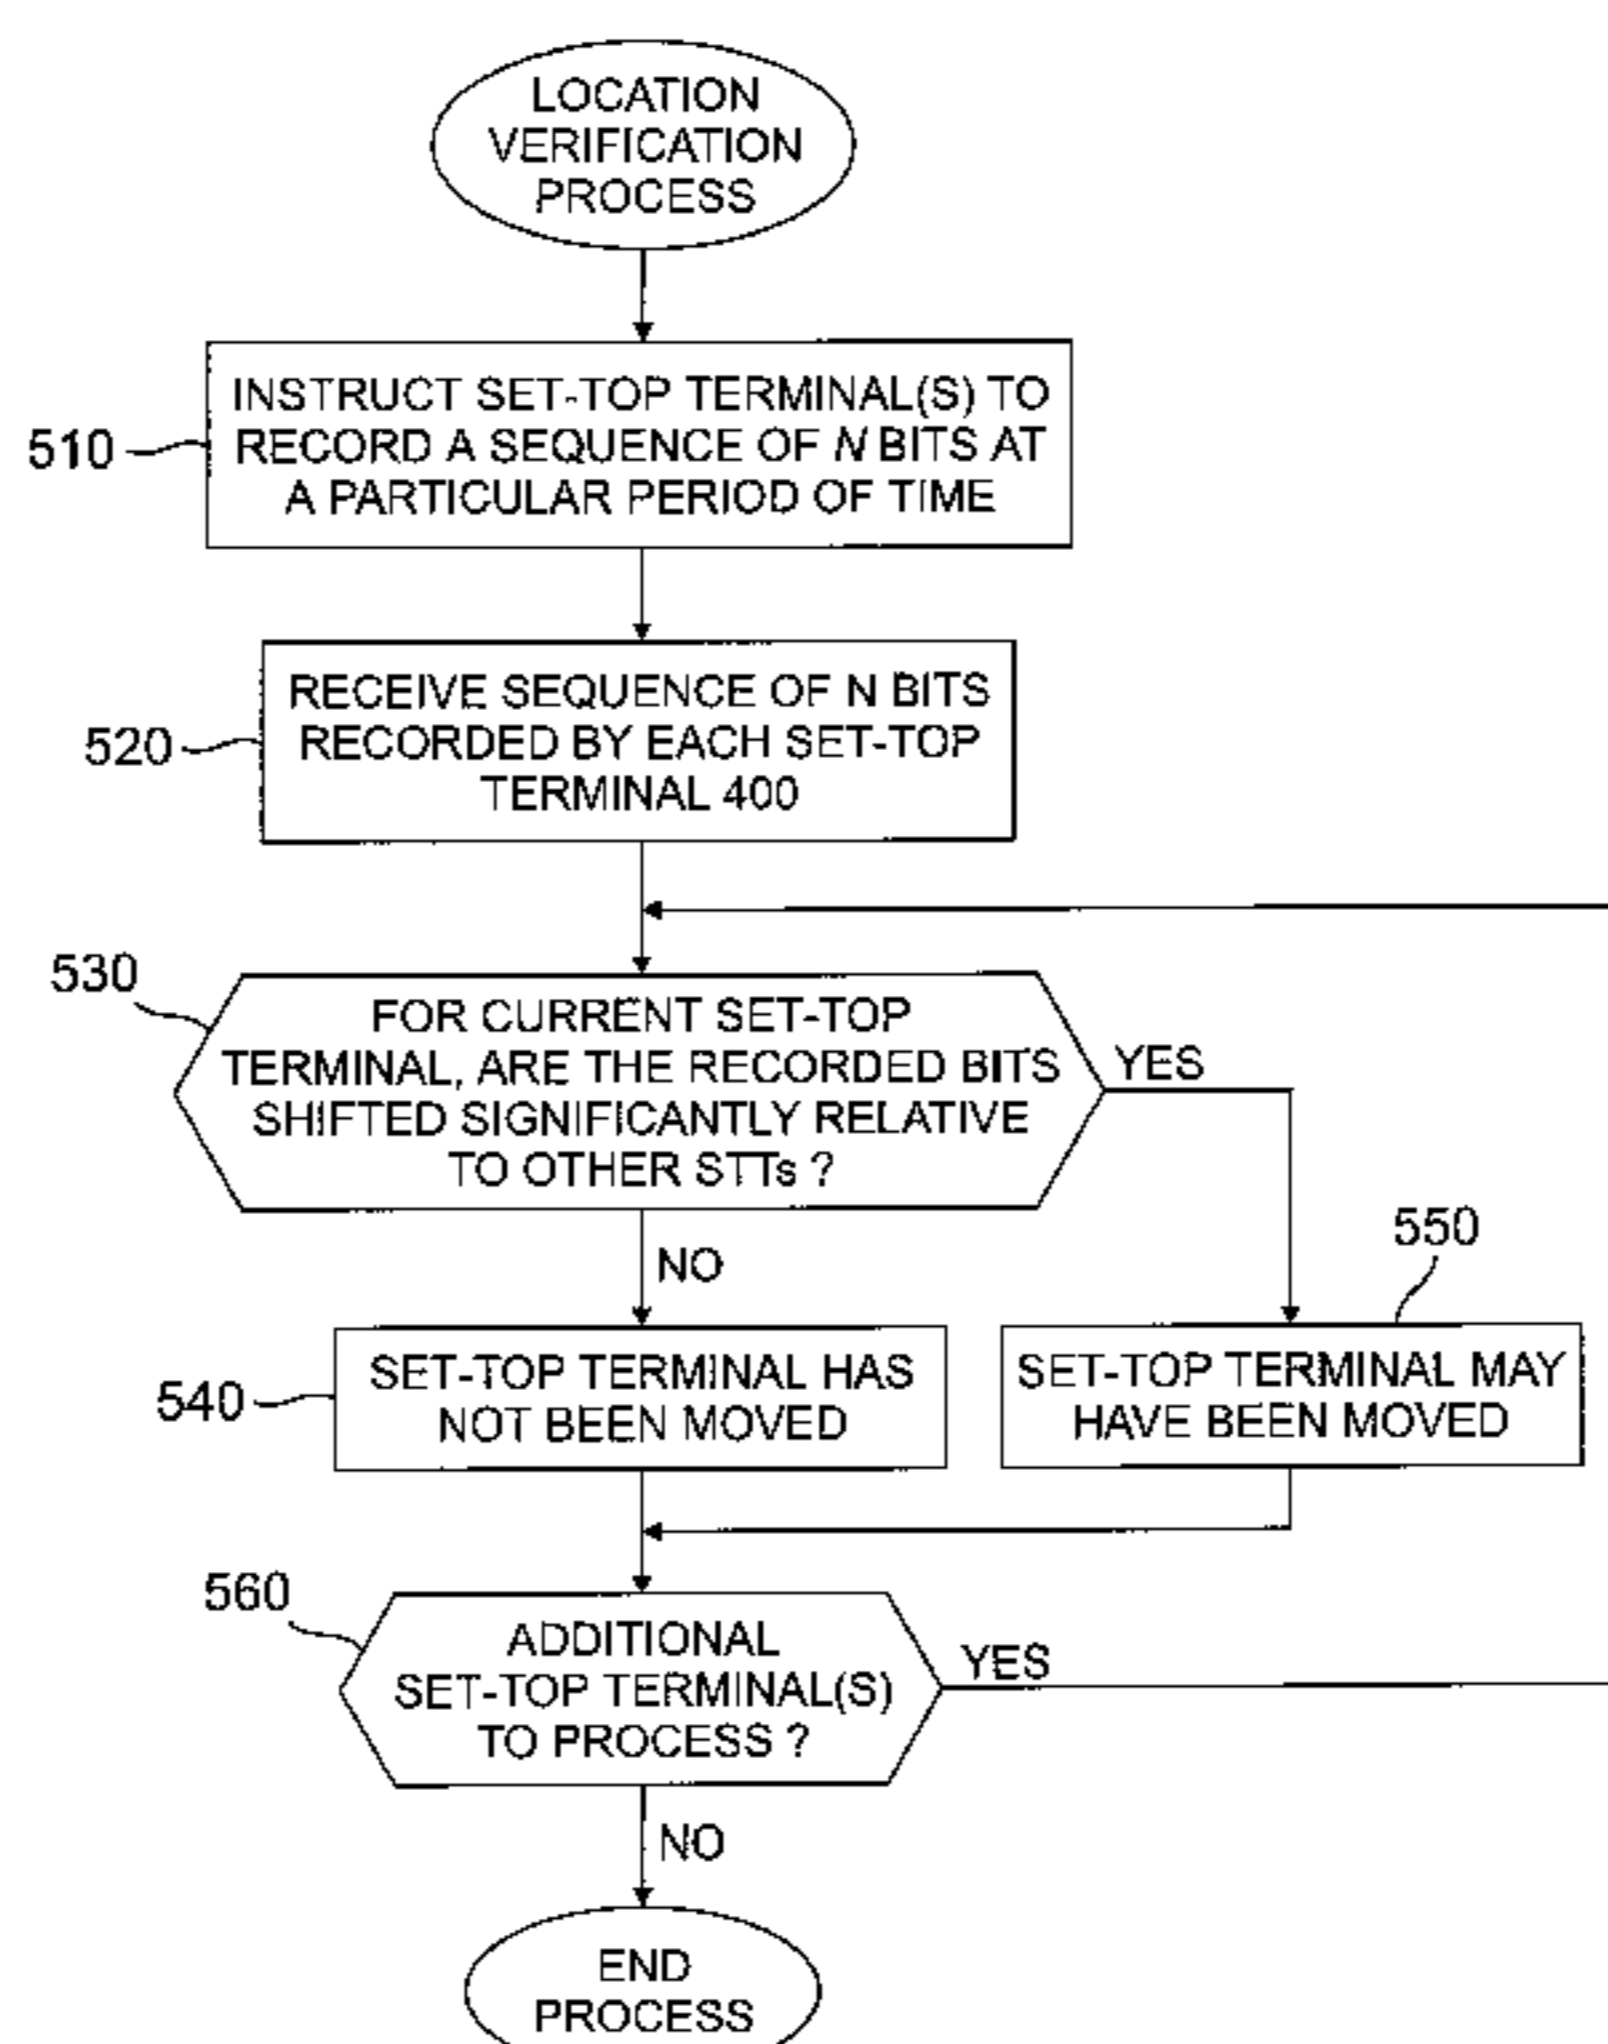 LOCATION
VERIFICATION
PROCESS
510
INSTRUCT SET-TOP TERMINAL(S) TO
RECORD A SEQUENCE OF N BITS AT
A PARTICULAR PERIOD OF TIME
520
RECEIVE SEQUENCE OF N BITS
RECORDED BY EACH SET-TOP
TERMINAL 400
530
FOR CURRENT SET-TOP
TERMINAL, ARE THE RECORDED BITS
SHIFTED SIGNIFICANTLY RELATIVE
TO OTHER STTs ?
YES
NO
540
SET-TOP TERMINAL HAS
NOT BEEN MOVED
550
SET-TOP TERMINAL MAY
HAVE BEEN MOVED
560
ADDITIONAL
SET-TOP TERMINAL(S)
TO PROCESS ?
YES
NO
END
PROCESS